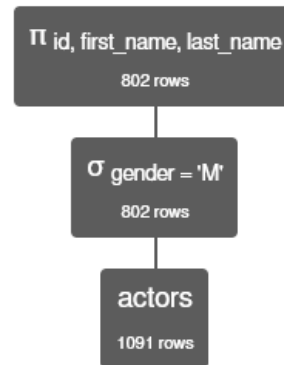 π id, first_name, last_name
802 rows
σ gender = 'M'
802 rows
actors
1091 rows